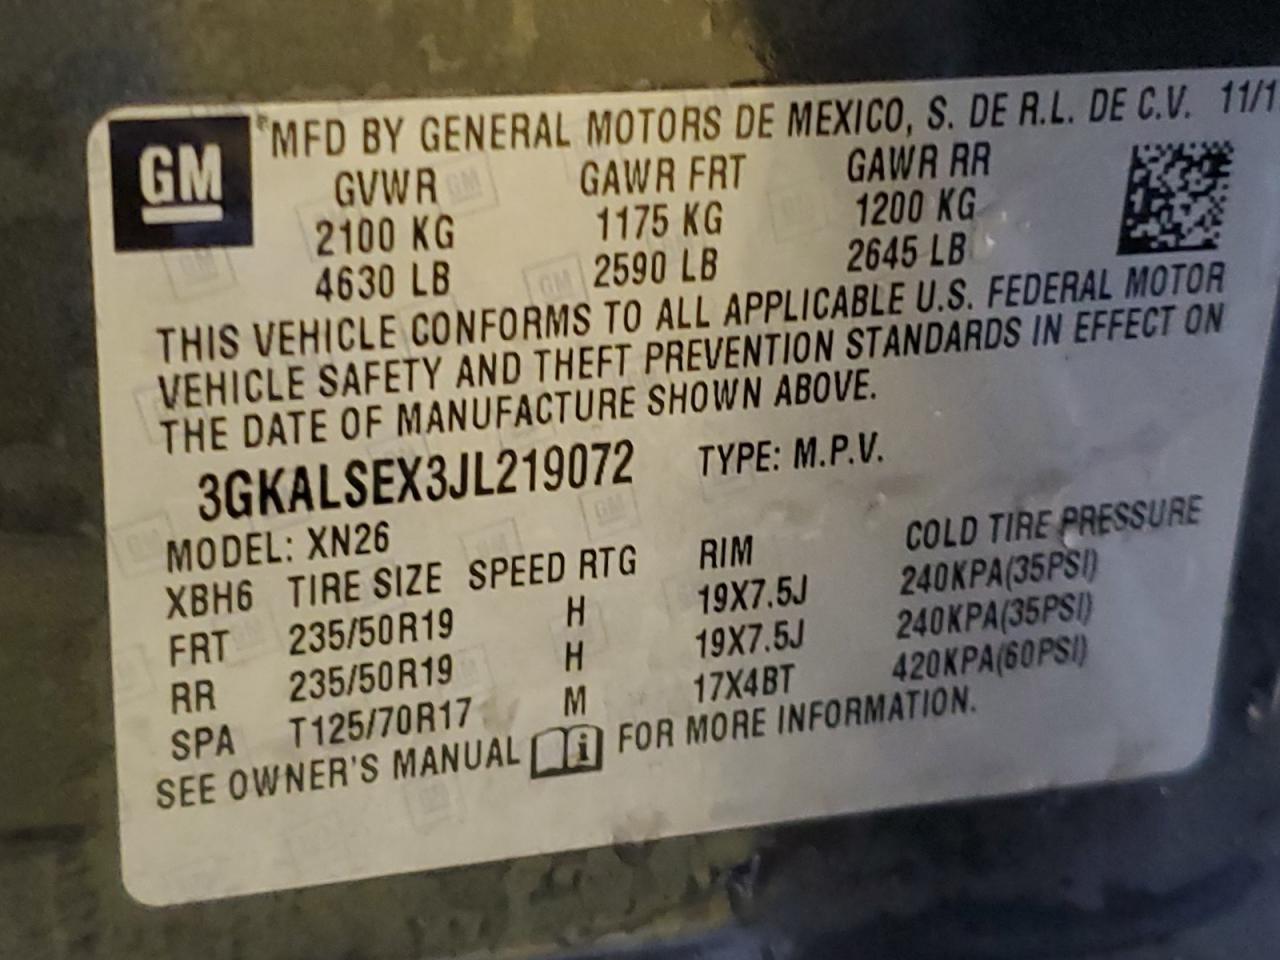 GM
MFD BY GENERAL MOTORS DE MEXICO, S. DE R.L. DE C.V. 11/1
GVWR GAWR FRT GAWR RR
2100 KG 1175 KG 1200 KG
4630 LB 2590 LB 2645 LB
THIS VEHICLE CONFORMS TO ALL APPLICABLE U.S. FEDERAL MOTOR
VEHICLE SAFETY AND THEFT PREVENTION STANDARDS IN EFFECT ON
THE DATE OF MANUFACTURE SHOWN ABOVE.
3GKALSEX3JL219072 TYPE: M.P.V.
MODEL: XN26
XBH6 TIRE SIZE SPEED RTG RIM COLD TIRE PRESSURE
FRT 235/50R19 H 19X7.5J 240KPA(35PSI)
RR 235/50R19 H 19X7.5J 240KPA(35PSI)
SPA T125/70R17 M 17X4BT 420KPA(60PSI)
SEE OWNER'S MANUAL i FOR MORE INFORMATION.